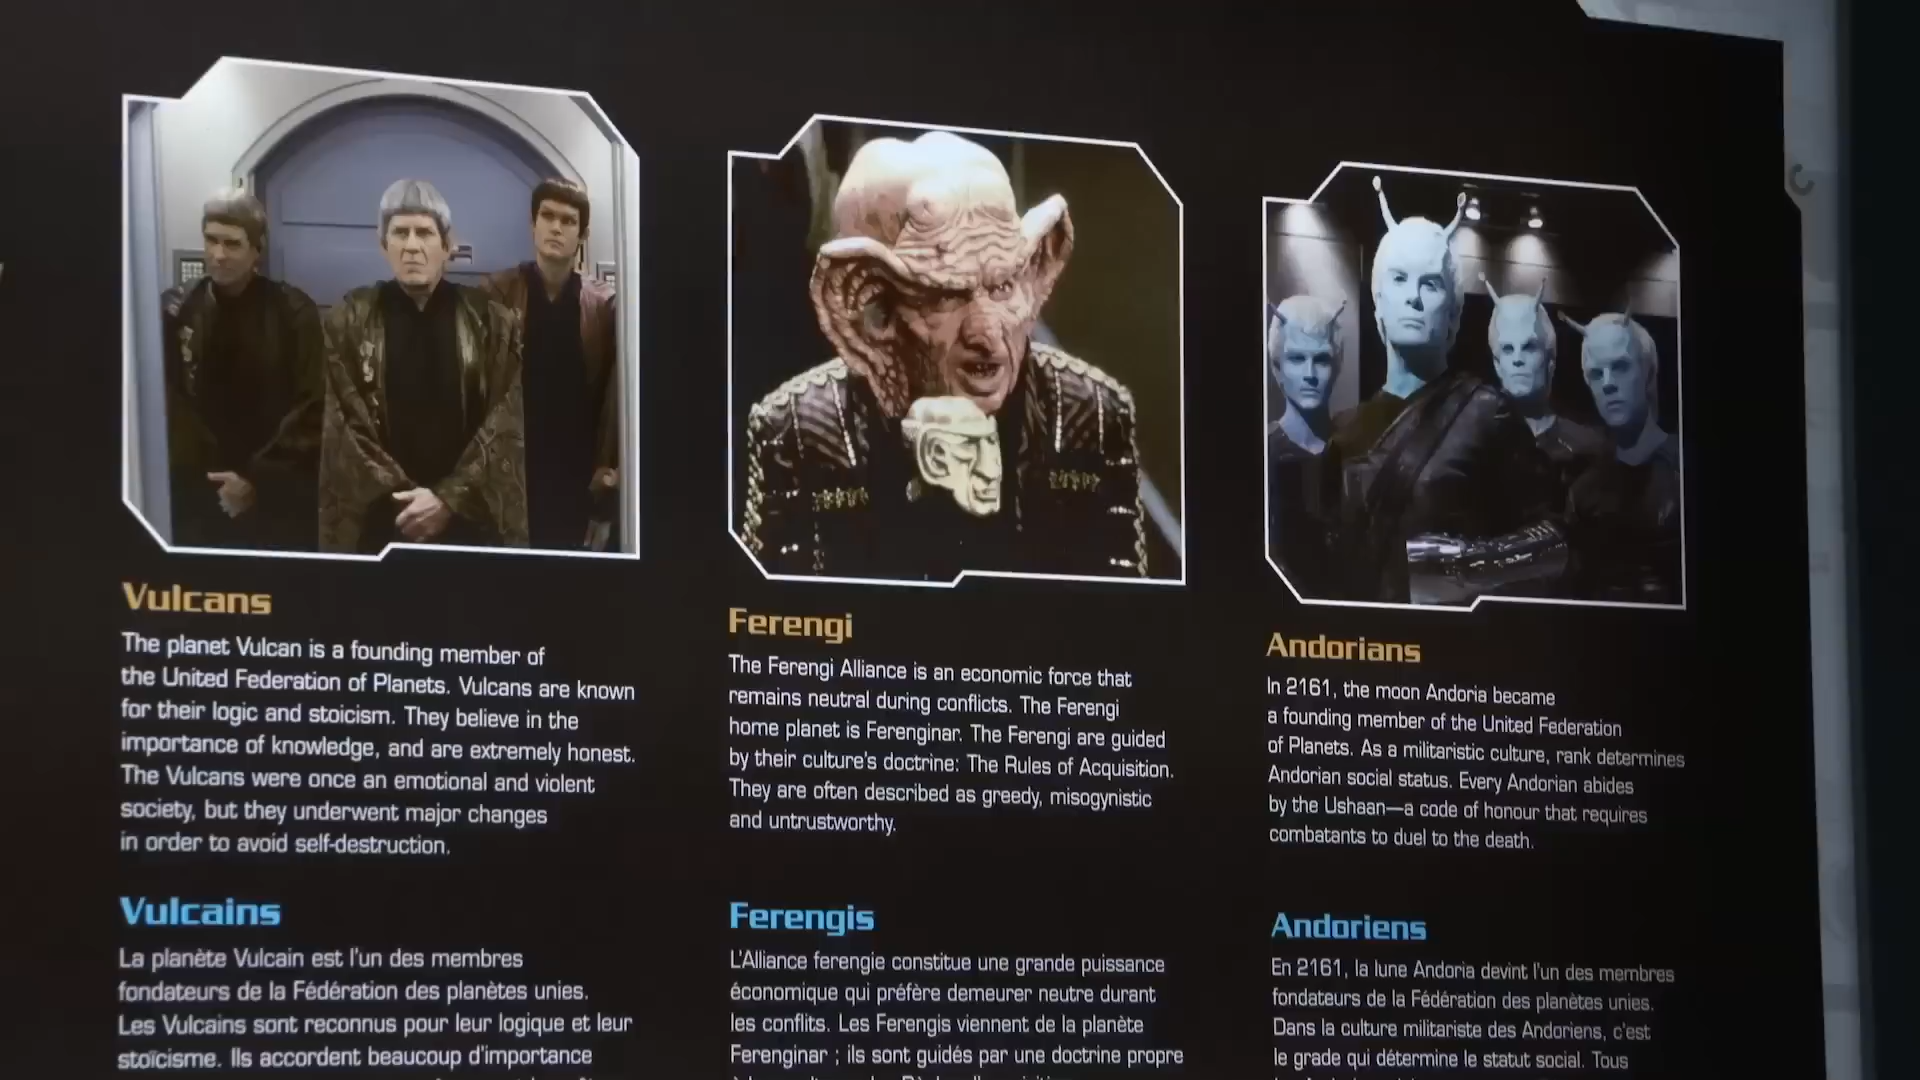 Vulcans
The planet Vulcan is a founding member of
the United Federation of Planets. Vulcans are known
for their logic and stoicism. They believe in the
importance of knowledge, and are extremely honest.
The Vulcans were once an emotional and violent
society, but they underwent major changes
in order to avoid self-destruction.
Vulcains
La planète Vulcain est l'un des membres
fondateurs de la Fédération des planètes unies.
Les Vulcains sont reconnus pour leur logique et leur
stoïcisme. Ils accordent beaucoup d'importance
Ferengi
The Ferengi Alliance is an economic force that
remains neutral during conflicts. The Ferengi
home planet is Ferenginar. The Ferengi are guided
by their culture's doctrine: The Rules of Acquisition.
They are often described as greedy, misogynistic
and untrustworthy.
Ferengis
L'Alliance ferengie constitue une grande puissance
économique qui préfère demeurer neutre durant
les conflits. Les Ferengis viennent de la planète
Ferenginar ; ils sont guidés par une doctrine propre
Andorians
In 2161, the moon Andoria became
a founding member of the United Federation
of Planets. As a militaristic culture, rank determines
Andorian social status. Every Andorian abides
by the Ushaan—a code of honour that requires
combatants to duel to the death.
Andoriens
En 2161, la lune Andoria devint l'un des membres
fondateurs de la Fédération des planètes unies.
Dans la culture militariste des Andoriens, c'est
le grade qui détermine le statut social. Tous